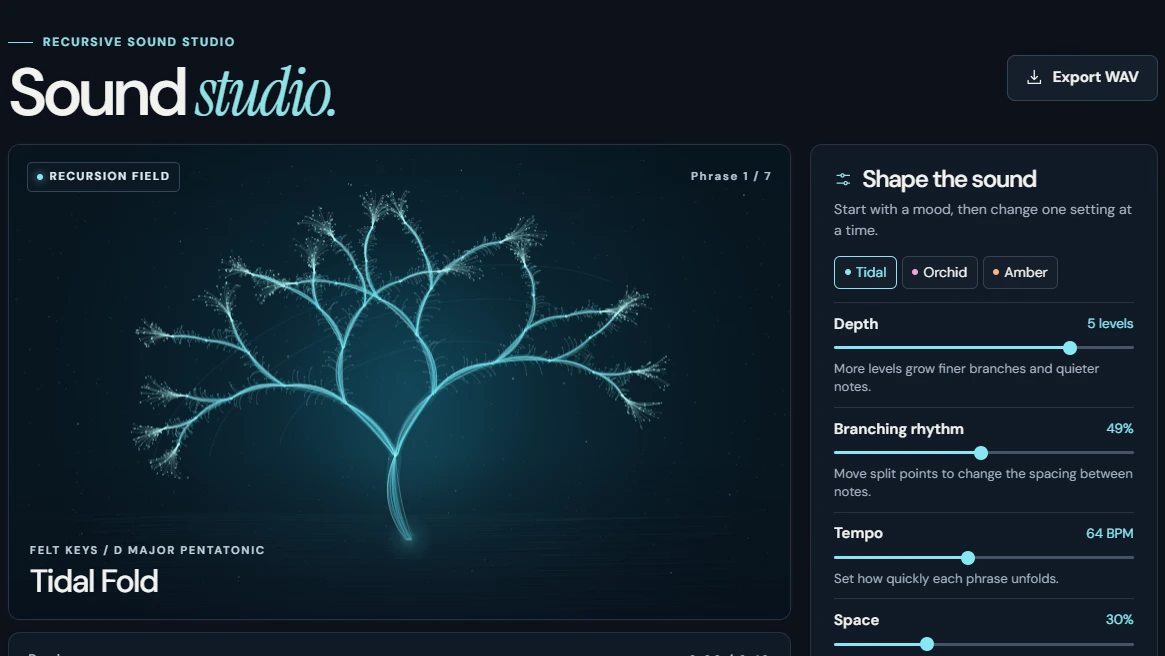 RECURSIVE SOUND STUDIO
Sound studio.
Export WAV
RECURSION FIELD
Phrase 1 / 7
FELT KEYS / D MAJOR PENTATONIC
Tidal Fold
Shape the sound
Start with a mood, then change one setting at
a time.
Tidal
Orchid
Amber
Depth
5 levels
More levels grow finer branches and quieter
notes.
Branching rhythm
49%
Move split points to change the spacing between
notes.
Tempo
64 BPM
Set how quickly each phrase unfolds.
Space
30%